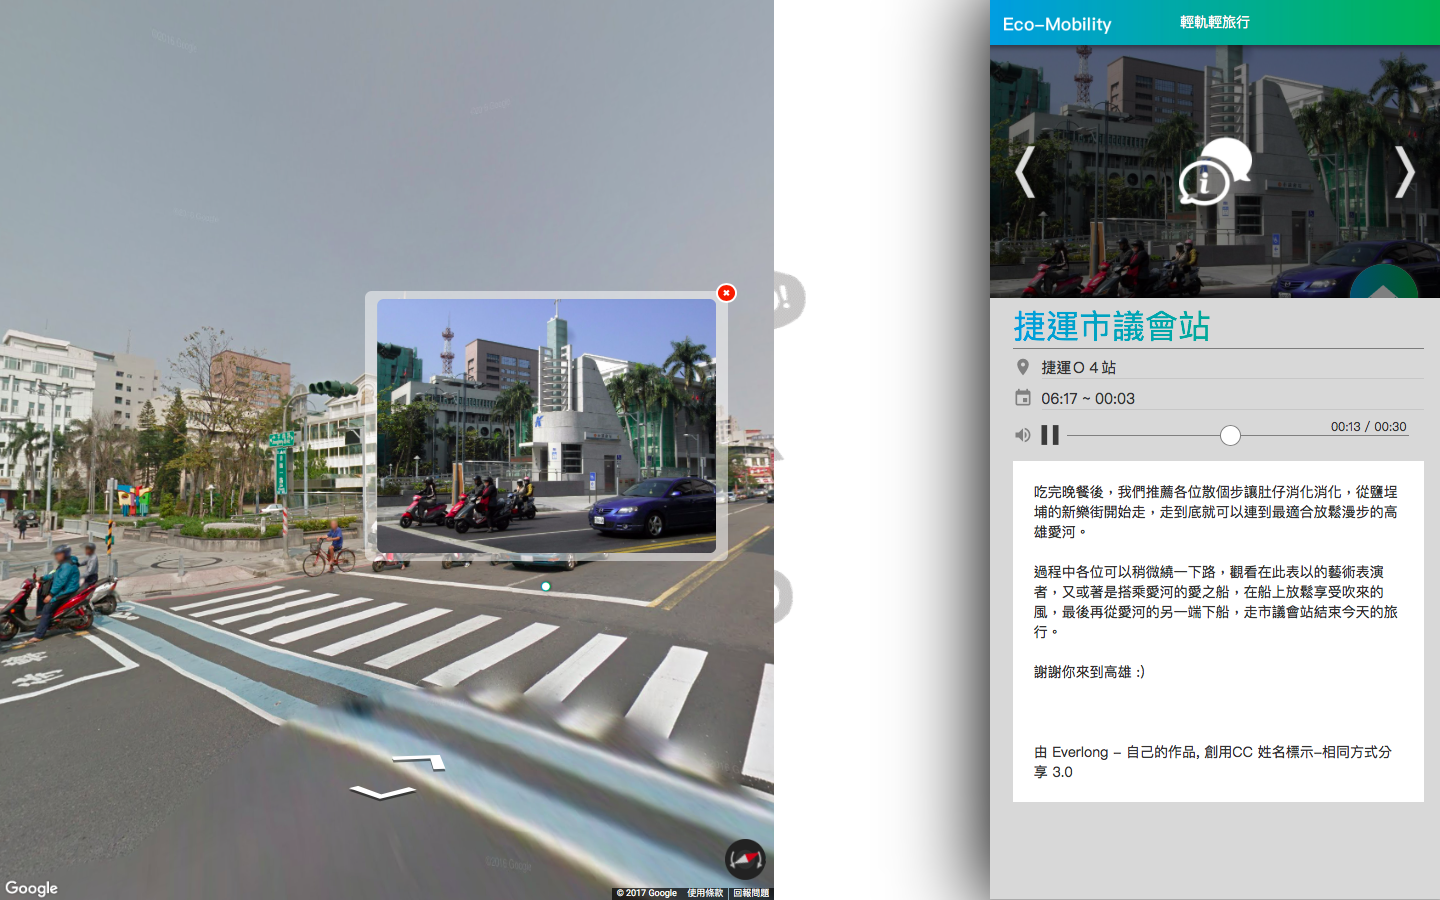 Eco-Mobility
輕軌輕旅行
捷運市議會站
捷運O 4 站
06:17 ~ 00:03
00:13 / 00:30
吃完晚餐後，我們推薦各位散個步讓肚仔消化消化，從鹽埕
埔的新樂街開始走，走到底就可以連到最適合放鬆漫步的高
雄愛河。
過程中各位可以稍微繞一下路，觀看在此表以的藝術表演
者，又或著是搭乘愛河的愛之船，在船上放鬆享受吹來的
風，最後再從愛河的另一端下船，走市議會站結束今天的旅
行。
謝謝你來到高雄 :)
由 Everlong - 自己的作品, 創用CC 姓名標示-相同方式分
享 3.0
Google
© 2017 Google
使用條款
回報問題